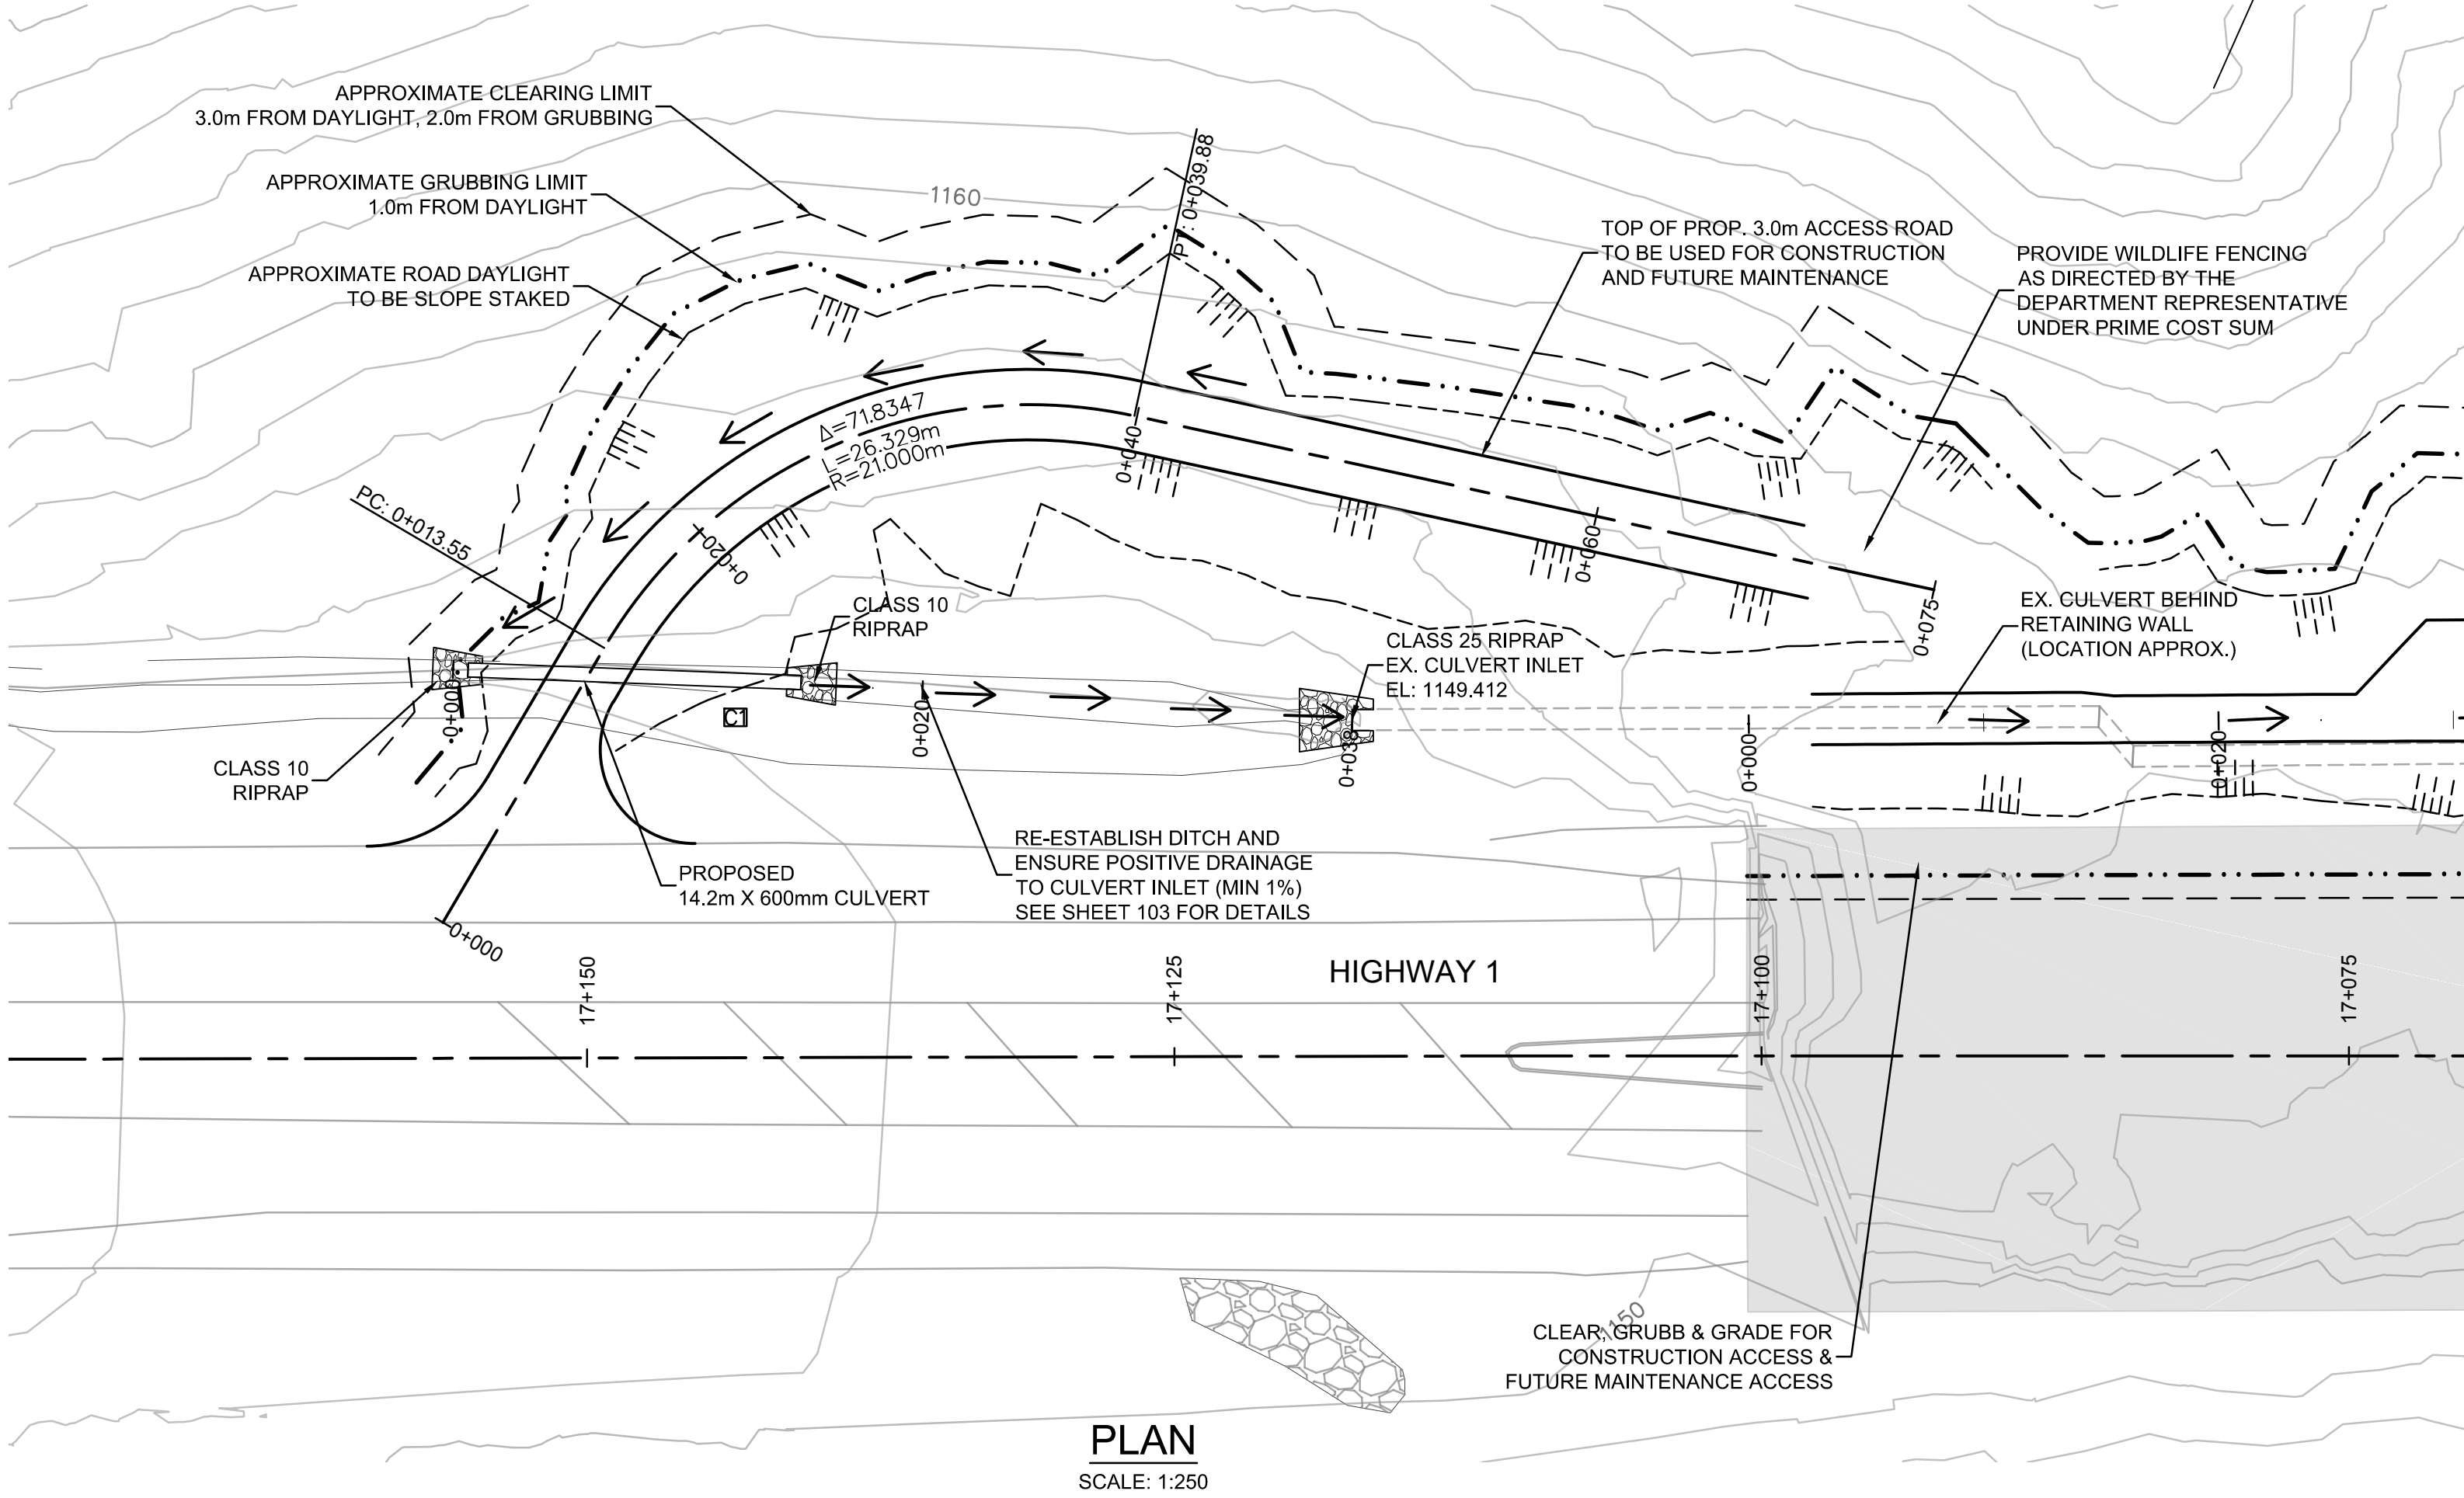 APPROXIMATE CLEARING LIMIT
3.0m FROM DAYLIGHT, 2.0m FROM GRUBBING
APPROXIMATE GRUBBING LIMIT
1.0m FROM DAYLIGHT
APPROXIMATE ROAD DAYLIGHT
TO BE SLOPE STAKED
1160
PT: 0+039.88
TOP OF PROP. 3.0m ACCESS ROAD
TO BE USED FOR CONSTRUCTION
AND FUTURE MAINTENANCE
PROVIDE WILDLIFE FENCING
AS DIRECTED BY THE
DEPARTMENT REPRESENTATIVE
UNDER PRIME COST SUM
Δ=71.8347
L=26.329m
R=21.000m
PC: 0+013.55
0+020
0+040
0+060
0+075
CLASS 10
RIPRAP
CLASS 25 RIPRAP
EX. CULVERT INLET
EL: 1149.412
EX. CULVERT BEHIND
RETAINING WALL
(LOCATION APPROX.)
0+000
C1
0+020
0+038
0+000
0+020
CLASS 10
RIPRAP
PROPOSED
14.2m X 600mm CULVERT
RE-ESTABLISH DITCH AND
ENSURE POSITIVE DRAINAGE
TO CULVERT INLET (MIN 1%)
SEE SHEET 103 FOR DETAILS
0+000
17+150
17+125
HIGHWAY 1
17+100
17+075
1150
CLEAR, GRUBB & GRADE FOR
CONSTRUCTION ACCESS &
FUTURE MAINTENANCE ACCESS
PLAN
SCALE: 1:250